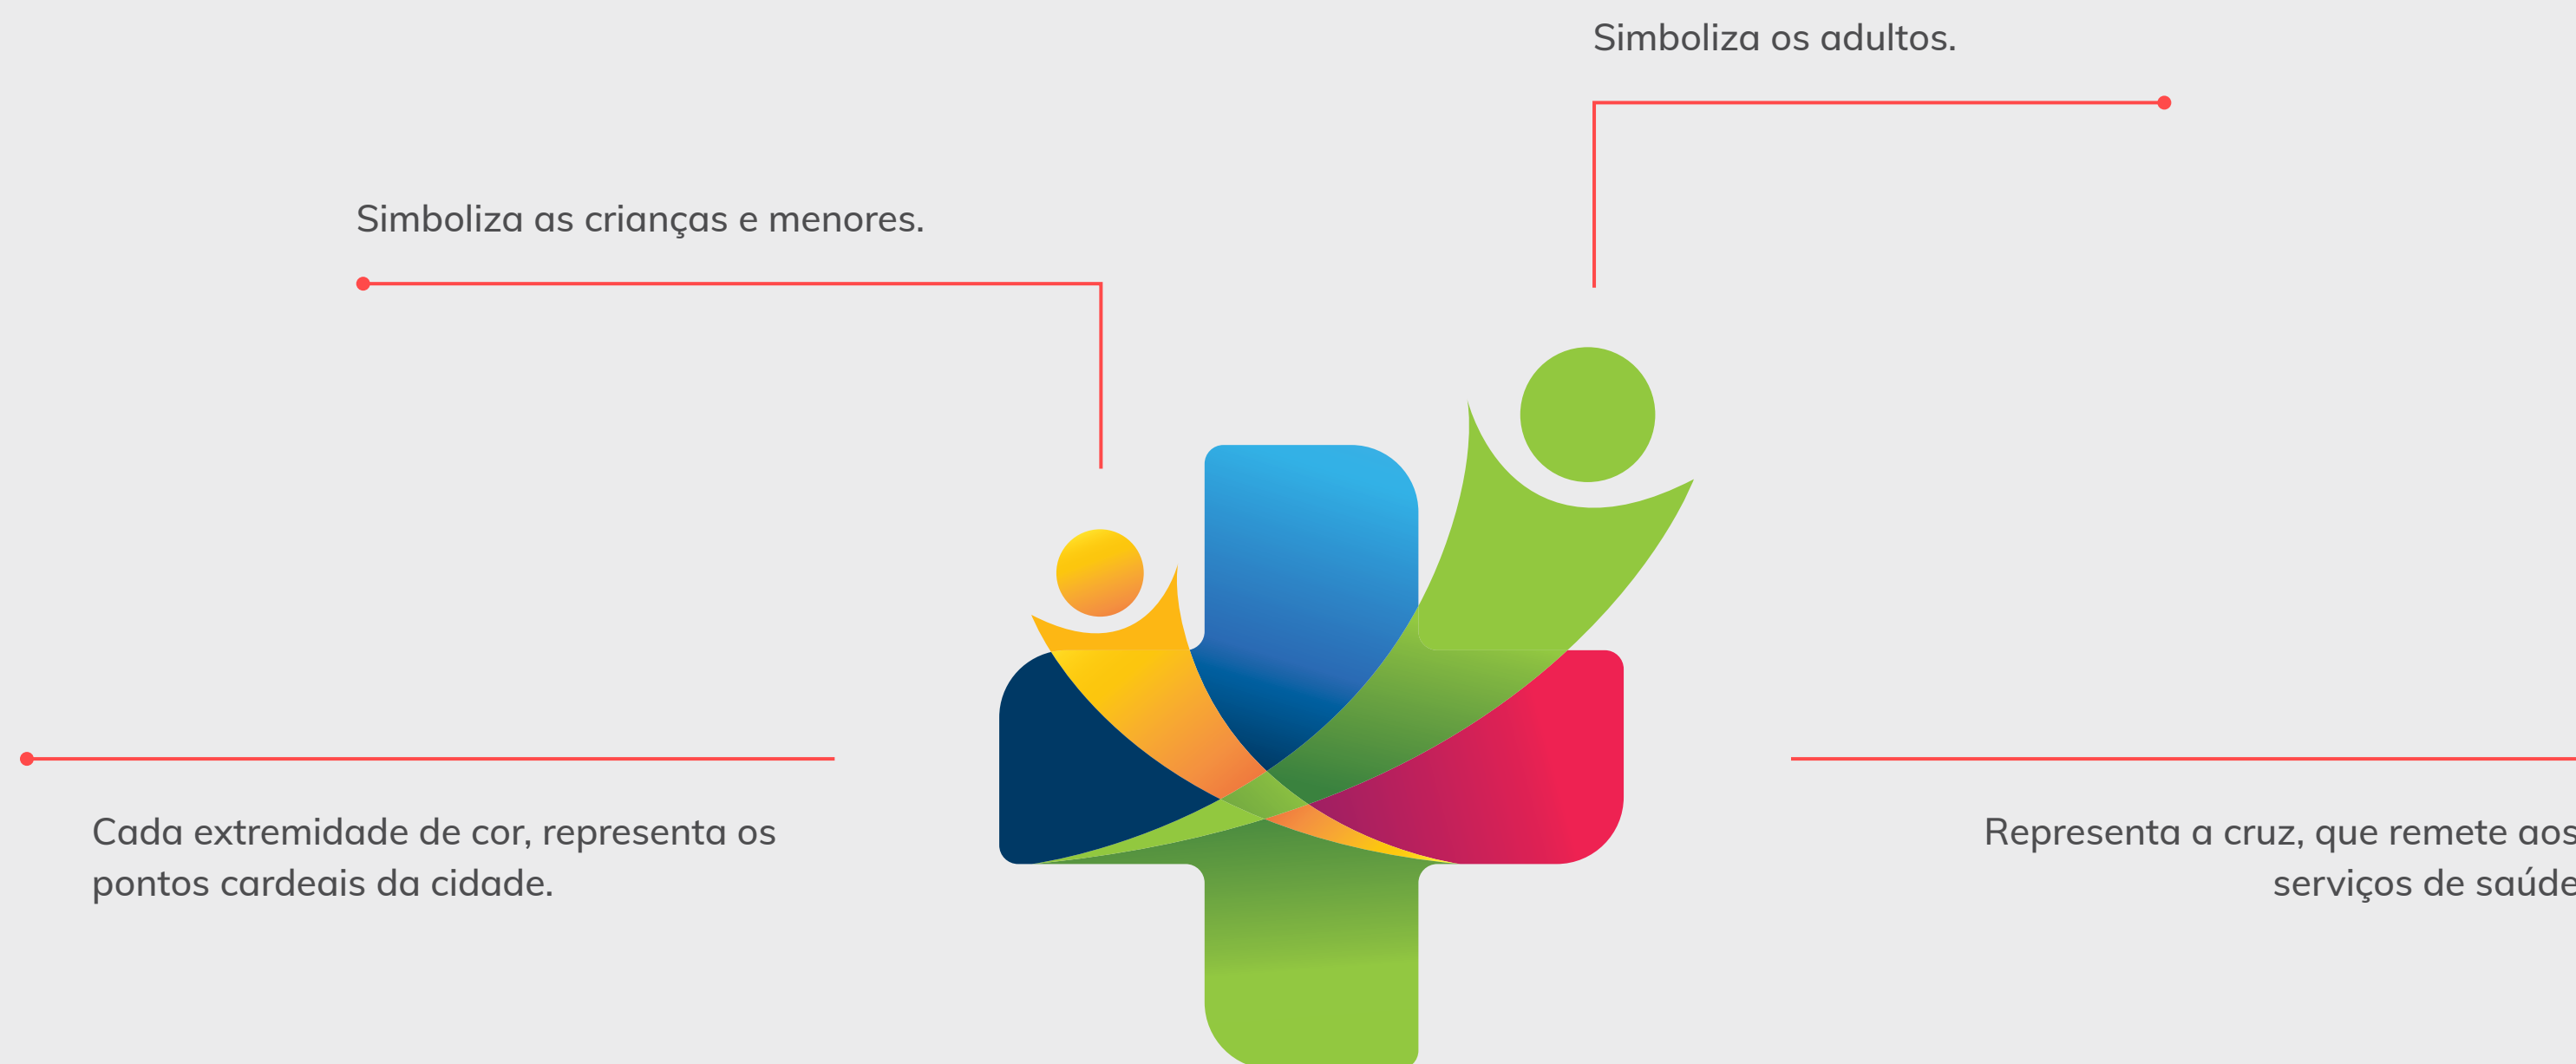 Simboliza os adultos.
Simboliza as crianças e menores.
Cada extremidade de cor, representa os
pontos cardeais da cidade.
Representa a cruz, que remete aos
serviços de saúde